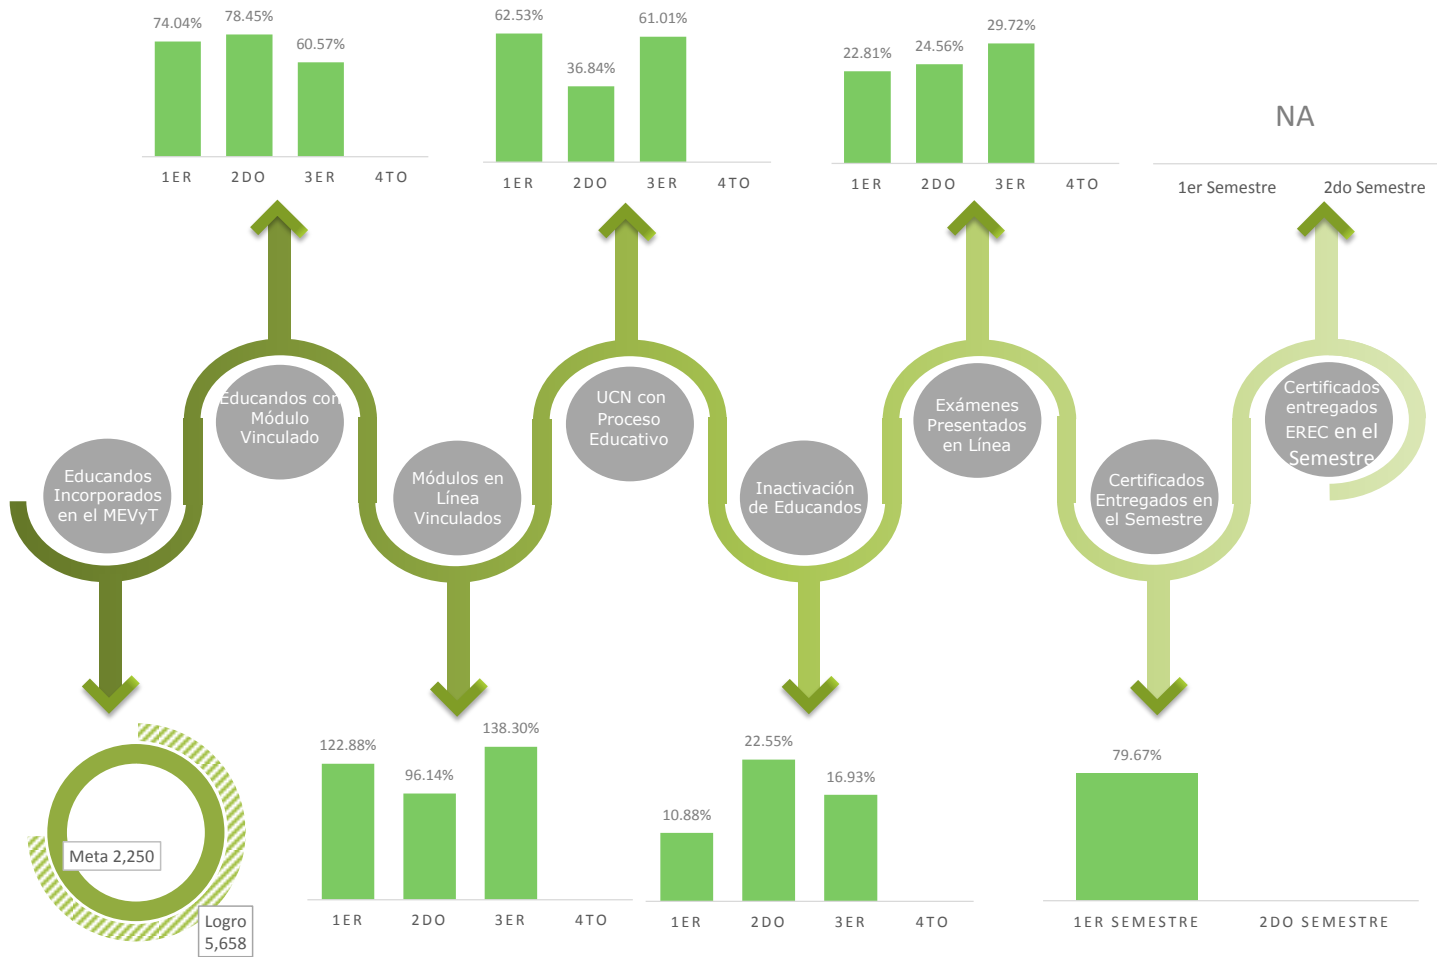 74.04%
78.45%
60.57%
1ER 2DO 3ER 4TO
62.53%
36.84%
61.01%
1ER 2DO 3ER 4TO
22.81%
24.56%
29.72%
1ER 2DO 3ER 4TO
NA
1er Semestre 2do Semestre
Educandos
Incorporados
en el MEVyT
Educandos con
Módulo
Vinculado
Módulos en
Línea
Vinculados
UCN con
Proceso
Educativo
Inactivación
de Educandos
Exámenes
Presentados
en Línea
Certificados
Entregados en
el Semestre
Certificados
entregados
EREC en el
Semestre
Meta 2,250
Logro
5,658
122.88%
96.14%
138.30%
1ER 2DO 3ER 4TO
10.88%
22.55%
16.93%
1ER 2DO 3ER 4TO
79.67%
1ER SEMESTRE 2DO SEMESTRE